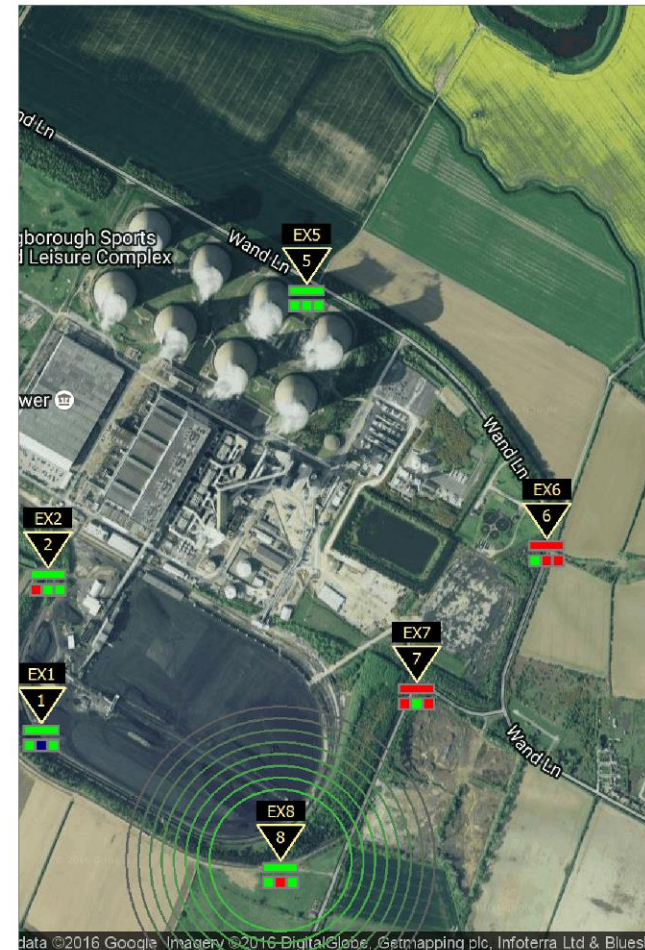 nd Ln
gborough Sports
d Leisure Complex
Wand Ln
EX5
5
wer
Wand Ln
EX6
6
EX2
2
EX7
7
EX1
1
Wand Ln
EX8
8
data ©2016 Google Imagery ©2016 DigitalGlobe, Getmapping plc, Infoterra Ltd & Blues